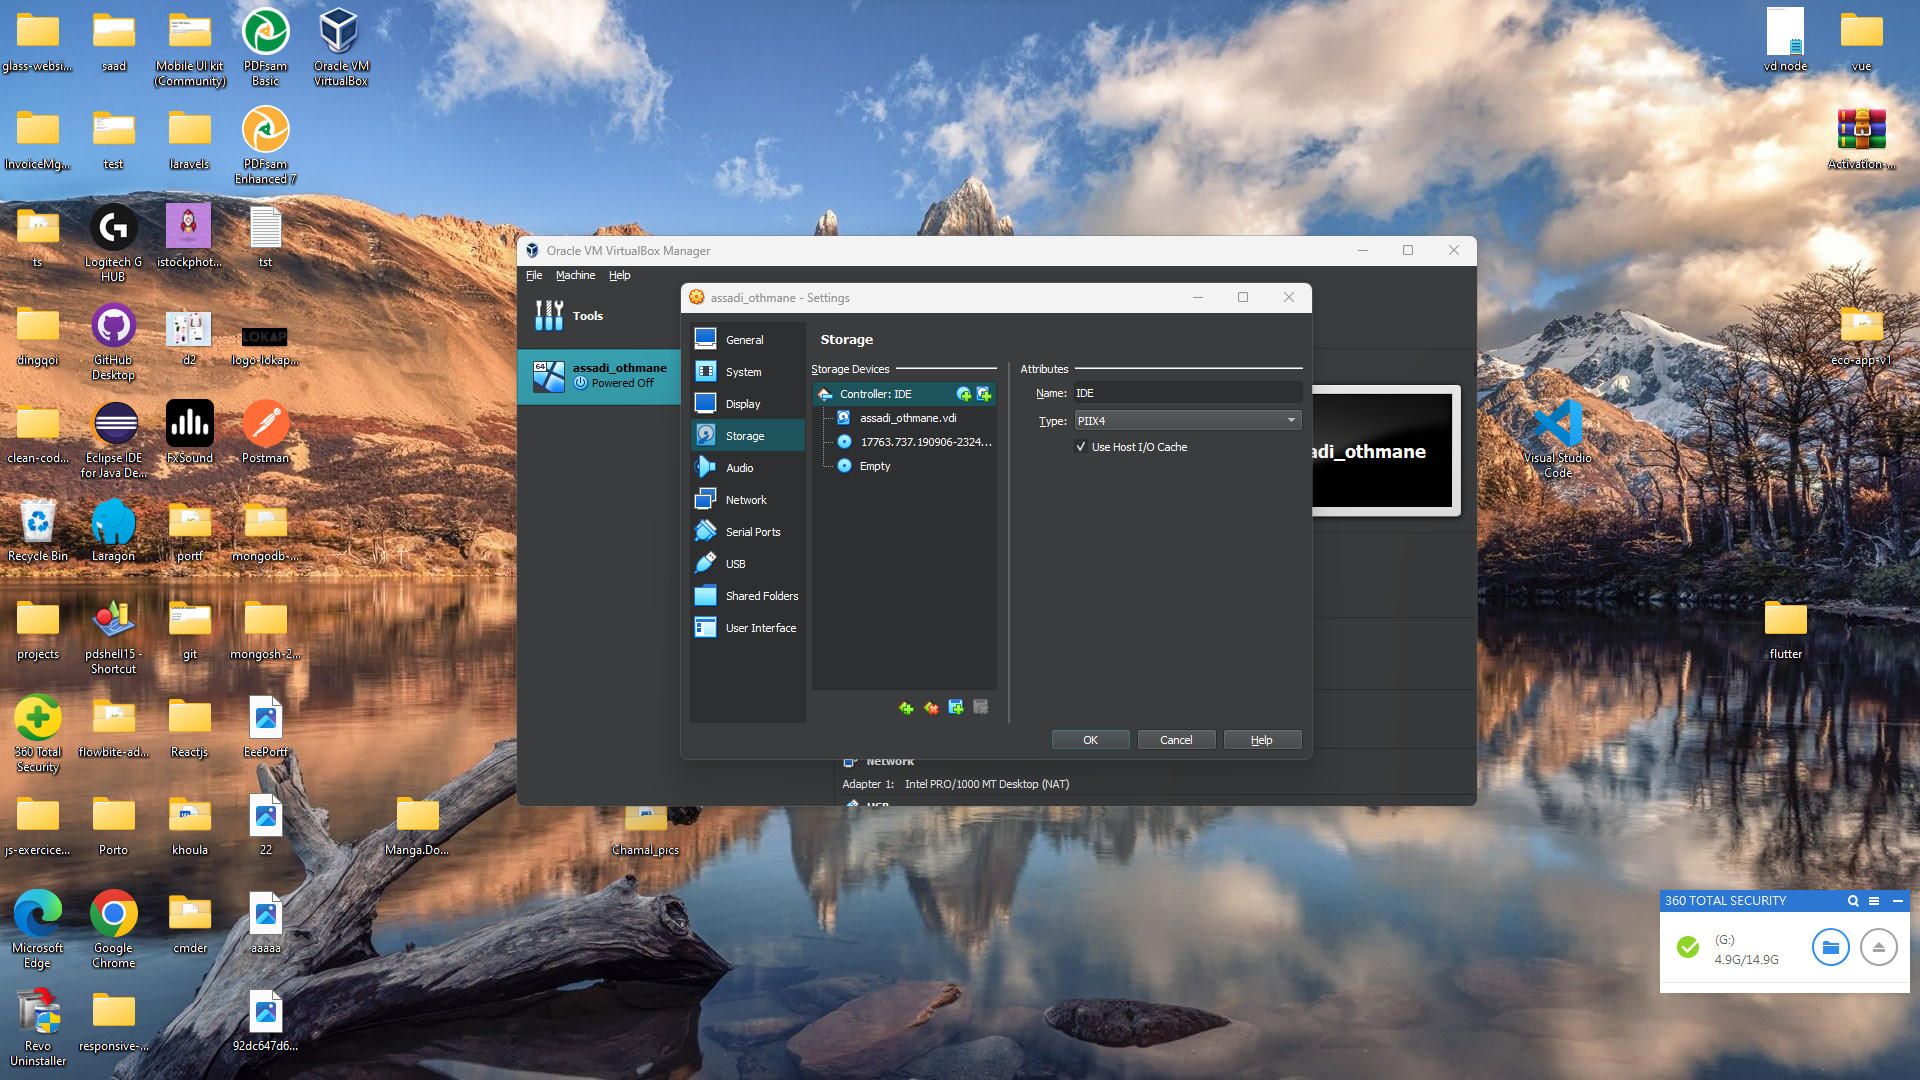 glass-websi...
saad
Mobile UI kit
(Community)
PDFsam
Basic
Oracle VM
VirtualBox
vd node
vue
InvoiceMg...
test
laravels
PDFsam
Enhanced 7
Activation-...
ts
Logitech G
HUB
istockphot...
tst
dingqoi
GitHub
Desktop
d2
LOKAP
logo-lokap...
eco-app-v1
clean-cod...
Eclipse IDE
for Java De...
FxSound
Postman
Visual Studio
Code
Recycle Bin
Laragon
portf
mongodb-...
projects
pdshell15 -
Shortcut
git
mongosh-2...
flutter
360 Total
Security
flowbite-ad...
Reactjs
EeePorff
js-exercice...
Porto
khoula
22
Manga.Do...
Chamal_pics
Microsoft
Edge
Google
Chrome
cmder
aaaaa
Revo
Uninstaller
responsive-...
92dc647d6...
Oracle VM VirtualBox Manager
File Machine Help
Tools
64
assadi_othmane
Powered Off
adi_othmane
assadi_othmane - Settings
General
System
Display
Storage
Audio
Network
Serial Ports
USB
Shared Folders
User Interface
Storage
Storage Devices
Controller: IDE
assadi_othmane.vdi
17763.737.190906-2324...
Empty
Attributes
Name: IDE
Type: PIIX4
Use Host I/O Cache
OK
Cancel
Help
Network
Adapter 1: Intel PRO/1000 MT Desktop (NAT)
USB
360 TOTAL SECURITY
(G:)
4.9G/14.9G